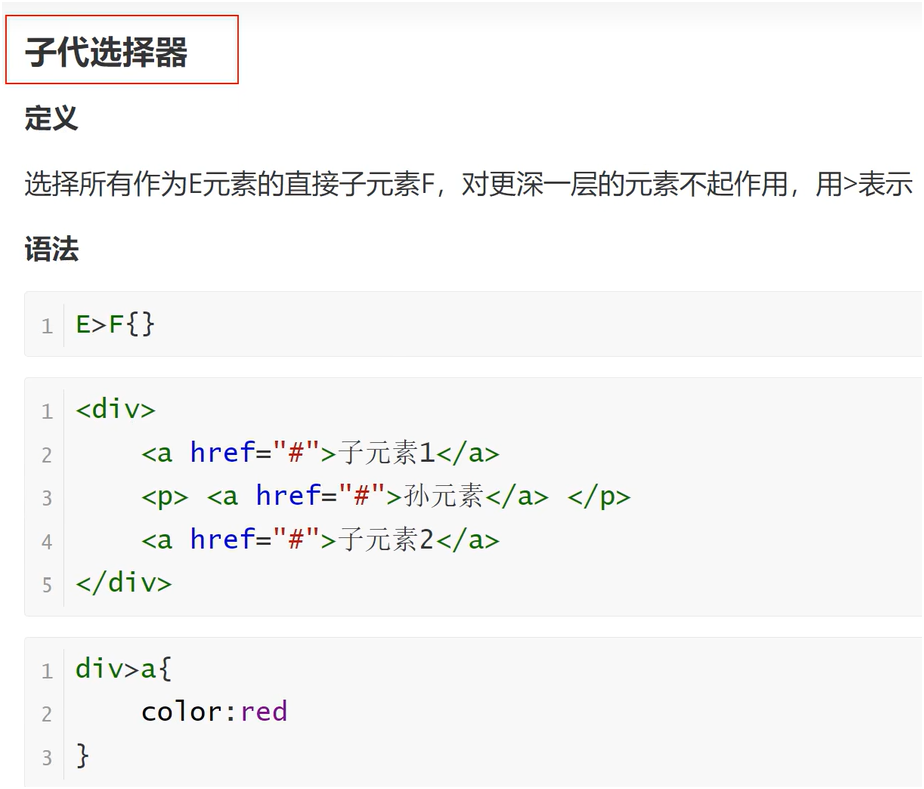 子代选择器
定义
选择所有作为E元素的直接子元素F，对更深一层的元素不起作用，用>表示
语法
1 E>F{}
1 <div>
2     <a href="#">子元素1</a>
3     <p> <a href="#">孙元素</a> </p>
4     <a href="#">子元素2</a>
5 </div>
1 div>a{
2     color:red
3 }